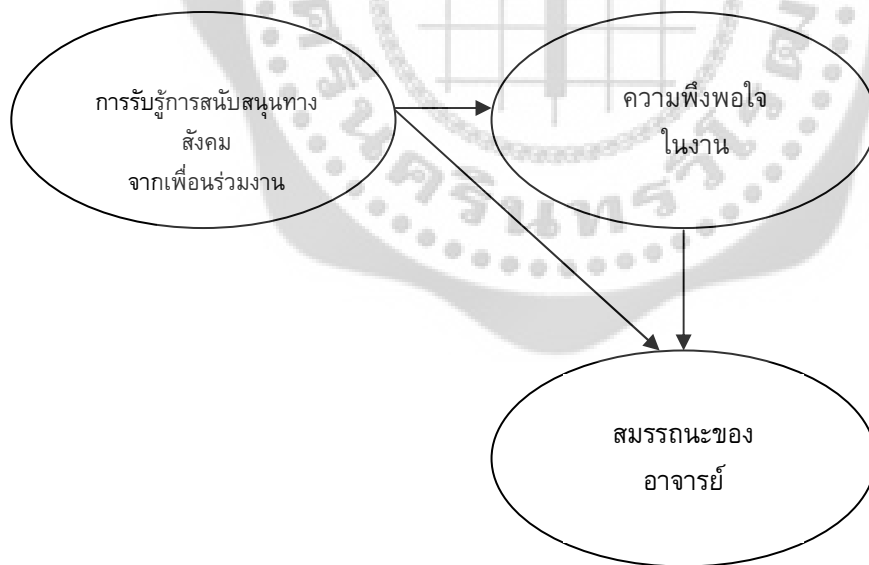 การรับรู้การสนับสนุนทาง
สังคม
จากเพื่อนร่วมงาน
ความพึงพอใจ
ในงาน
สมรรถนะของ
อาจารย์